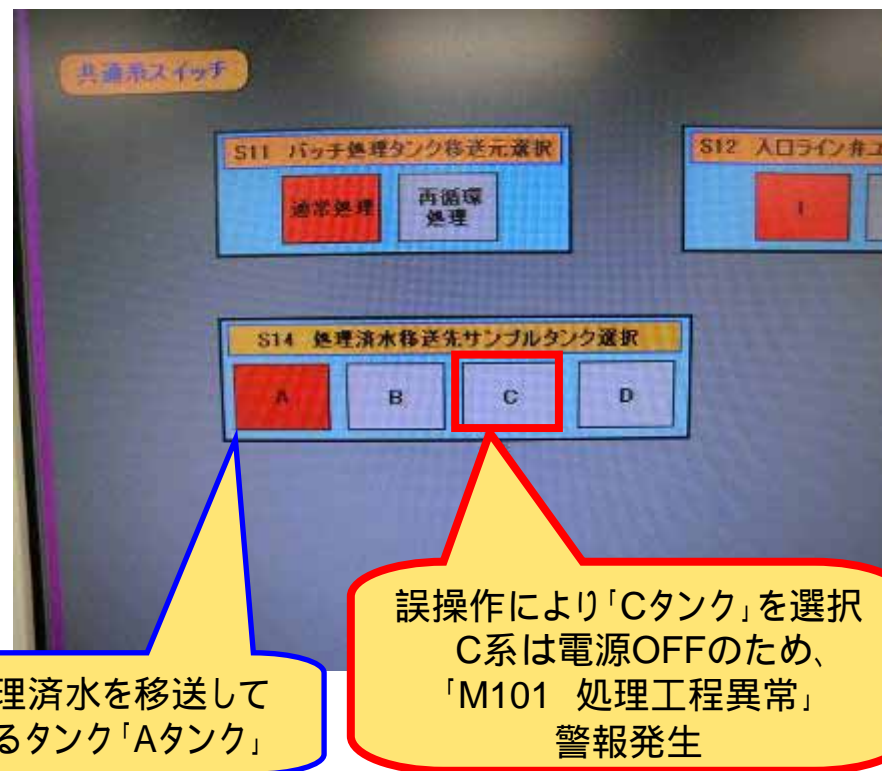 共通系スイッチ
S11 バッチ処理タンク移送元選択
通常処理
再循環
処理
S12 入口ライン弁ユ
1
S14 処理済水移送先サンプルタンク選択
A
B
C
D
理済水を移送して
るタンク「Aタンク」
誤操作により「Cタンク」を選択
C系は電源OFFのため、
「M101 処理工程異常」
警報発生